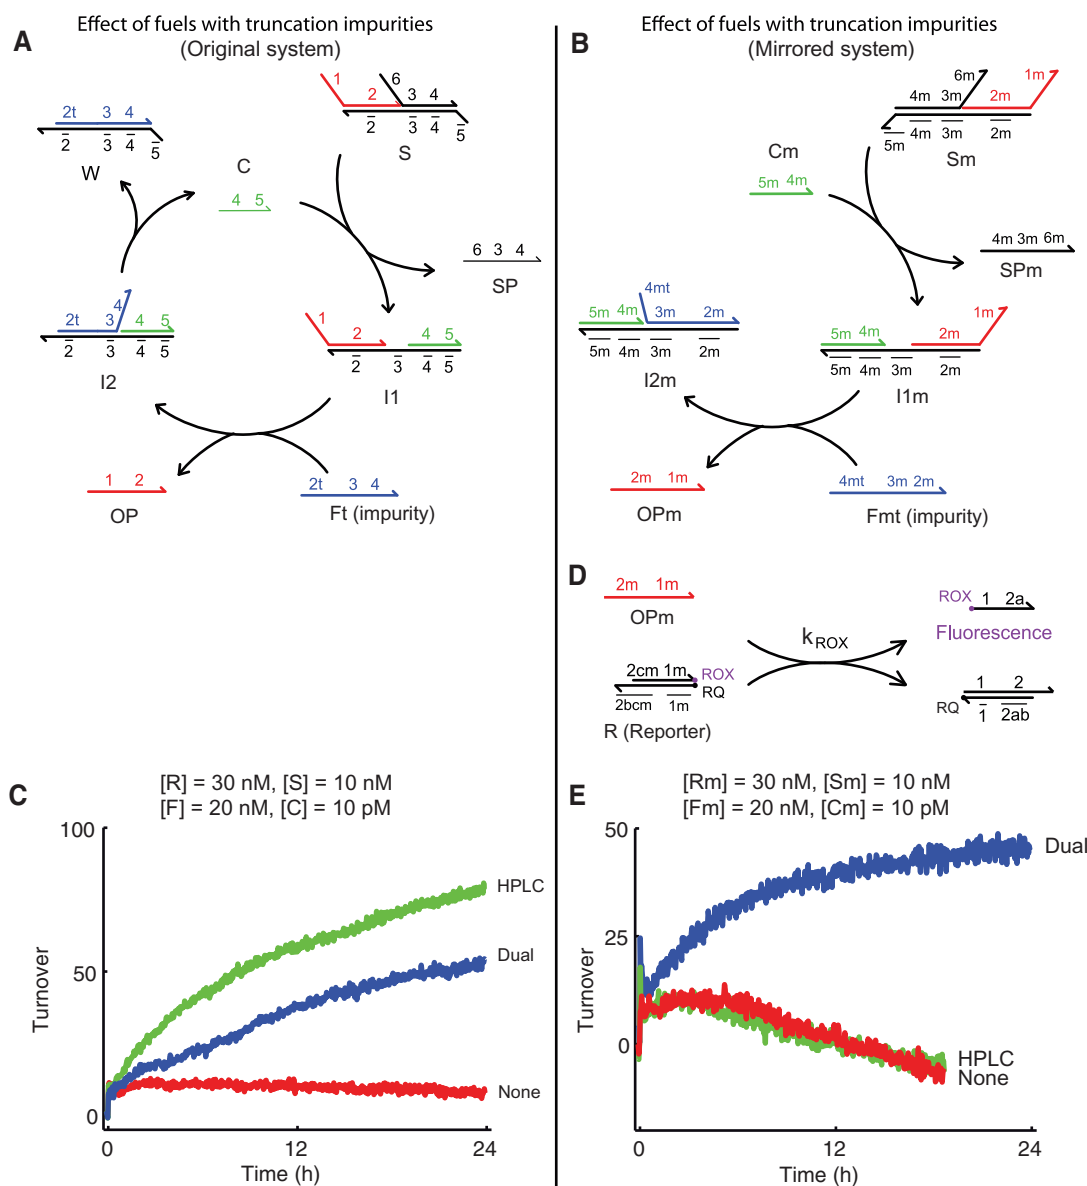 Effect of fuels with truncation impurities
(Original system)
A
1
6
2
3 4
2 3 4 5
S
2t 3 4
2 3 4 5
W
C
4 5
6 3 4
SP
4
2t 3 4 5
2 3 4 5
I2
1
2 4 5
2 3 4 5
I1
1 2
OP
2t 3 4
Ft (impurity)
Effect of fuels with truncation impurities
(Mirrored system)
B
6m 1m
4m 3m 2m
5m 4m 3m 2m
Sm
Cm
5m 4m
4m 3m 6m
SPm
4mt
5m 4m 3m 2m
5m 4m 3m 2m
I2m
1m
5m 4m 2m
5m 4m 3m 2m
I1m
2m 1m
OPm
4mt 3m 2m
Fmt (impurity)
C
[R] = 30 nM, [S] = 10 nM
[F] = 20 nM, [C] = 10 pM
100
50
0
Turnover
HPLC
Dual
None
0 12 24
Time (h)
D
2m 1m
OPm
2cm 1m
ROX
RQ
2bcm 1m
R (Reporter)
kROX
ROX 1 2a
Fluorescence
1 2
RQ
1 2ab
E
[Rm] = 30 nM, [Sm] = 10 nM
[Fm] = 20 nM, [Cm] = 10 pM
50
25
0
Turnover
Dual
HPLC
None
0 12 24
Time (h)